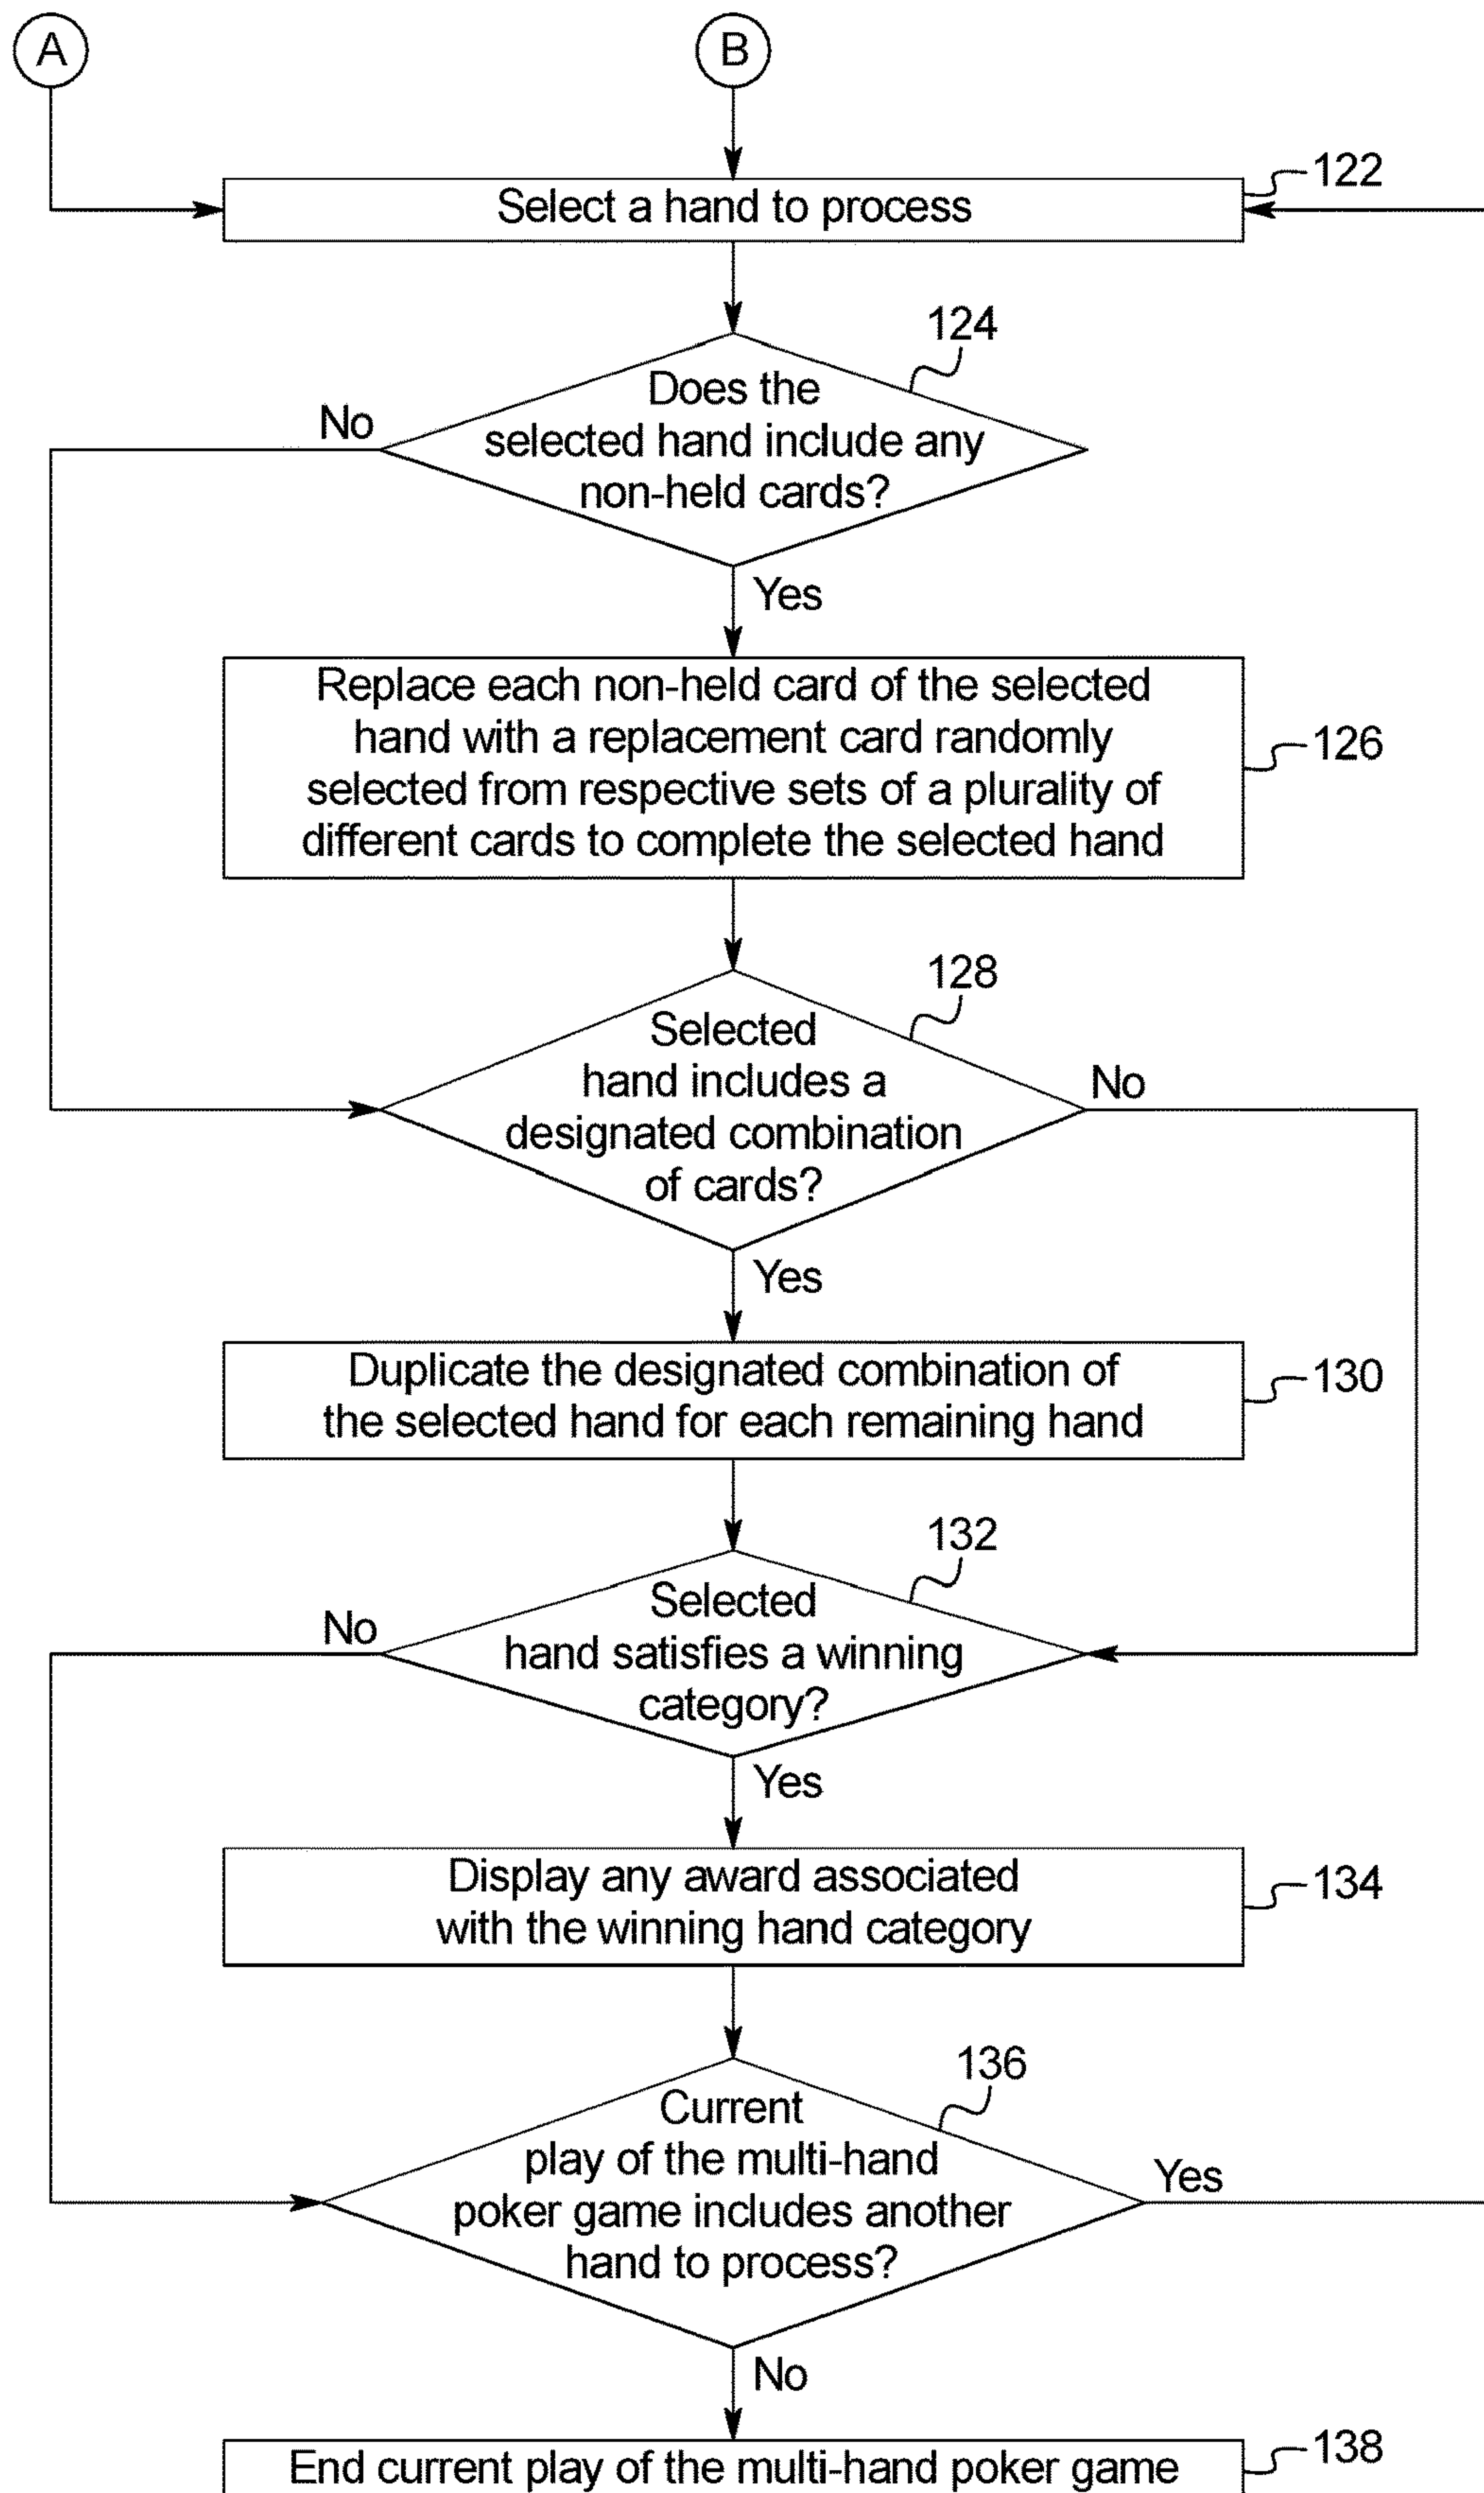 A
B
Select a hand to process
122
124
Does the
selected hand include any
non-held cards?
No
Yes
Replace each non-held card of the selected
hand with a replacement card randomly
selected from respective sets of a plurality of
different cards to complete the selected hand
126
128
Selected
hand includes a
designated combination
of cards?
No
Yes
Duplicate the designated combination of
the selected hand for each remaining hand
130
132
Selected
hand satisfies a winning
category?
No
Yes
Display any award associated
with the winning hand category
134
136
Current
play of the multi-hand
poker game includes another
hand to process?
Yes
No
End current play of the multi-hand poker game
138